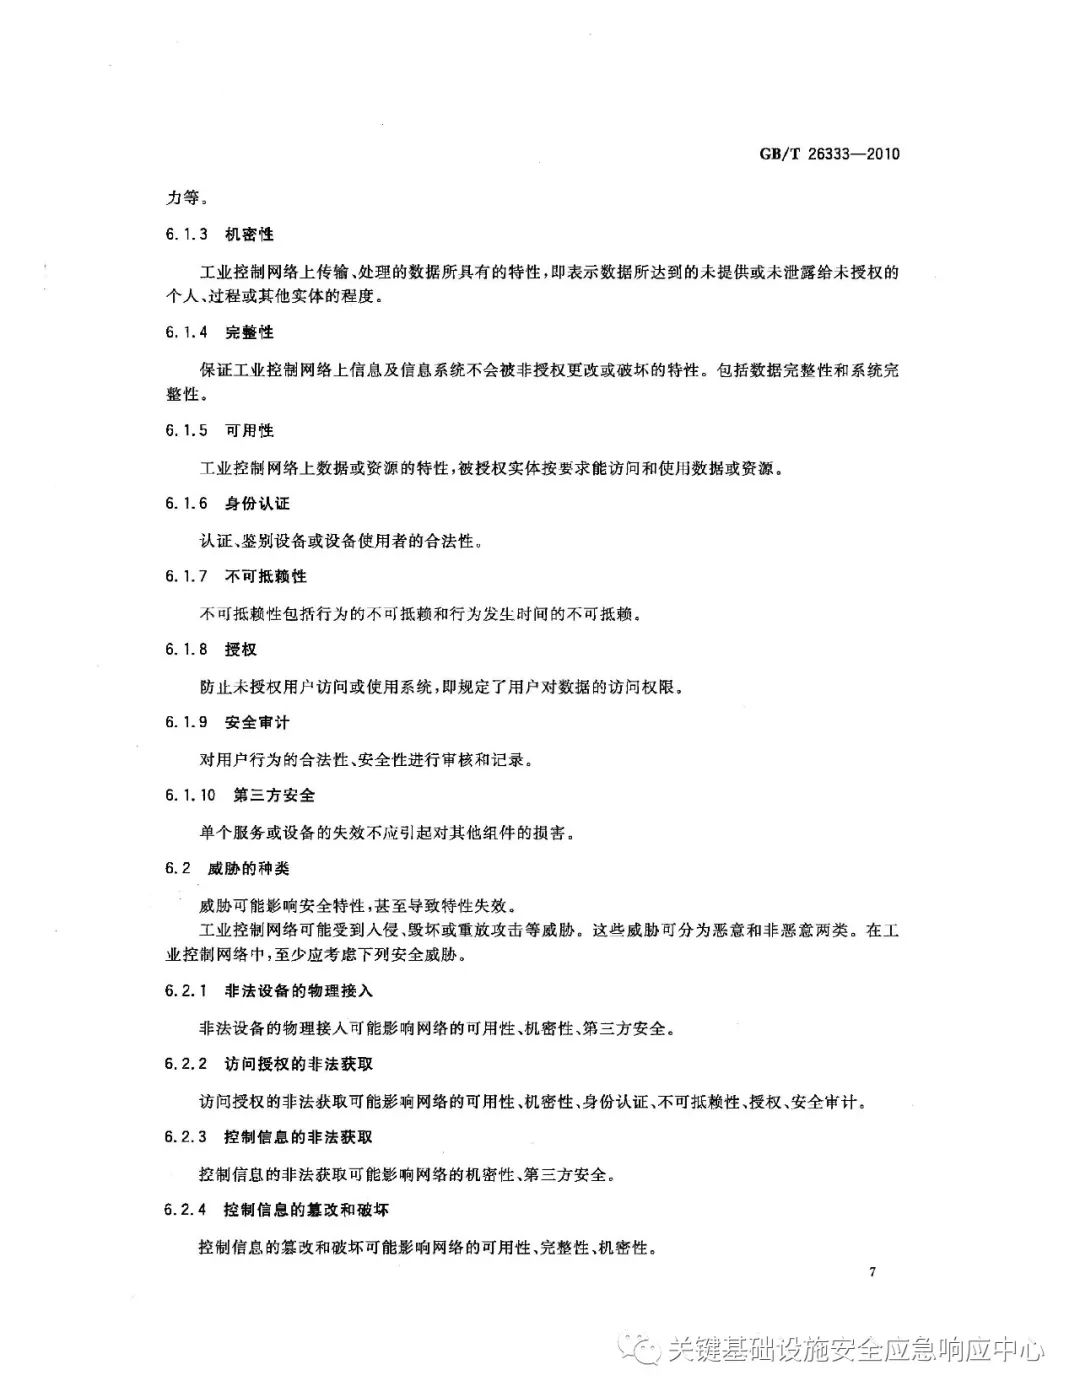 GB/T 26333—2010
力等。
6.1.3 机密性
工业控制网络上传输、处理的数据所具有的特性,即表示数据所达到的未提供或未泄露给未授权的
个人、过程或其他实体的程度。
6.1.4 完整性
保证工业控制网络上信息及信息系统不会被非授权更改或破坏的特性。包括数据完整性和系统完
整性。
6.1.5 可用性
工业控制网络上数据或资源的特性,被授权实体按要求能访问和使用数据或资源。
6.1.6 身份认证
认证、鉴别设备或设备使用者的合法性。
6.1.7 不可抵赖性
不可抵赖性包括行为的不可抵赖和行为发生时间的不可抵赖。
6.1.8 授权
防止未授权用户访问或使用系统,即规定了用户对数据的访问权限。
6.1.9 安全审计
对用户行为的合法性、安全性进行审核和记录。
6.1.10 第三方安全
单个服务或设备的失效不应引起对其他组件的损害。
6.2 威胁的种类
威胁可能影响安全特性,甚至导致特性失效。
工业控制网络可能受到入侵、毁坏或重放攻击等威胁。这些威胁可分为恶意和非恶意两类。在工
业控制网络中,至少应考虑下列安全威胁。
6.2.1 非法设备的物理接入
非法设备的物理接入可能影响网络的可用性、机密性、第三方安全。
6.2.2 访问授权的非法获取
访问授权的非法获取可能影响网络的可用性、机密性、身份认证、不可抵赖性、授权、安全审计。
6.2.3 控制信息的非法获取
控制信息的非法获取可能影响网络的机密性、第三方安全。
6.2.4 控制信息的篡改和破坏
控制信息的篡改和破坏可能影响网络的可用性、完整性、机密性。
7
关键基础设施安全应急响应中心